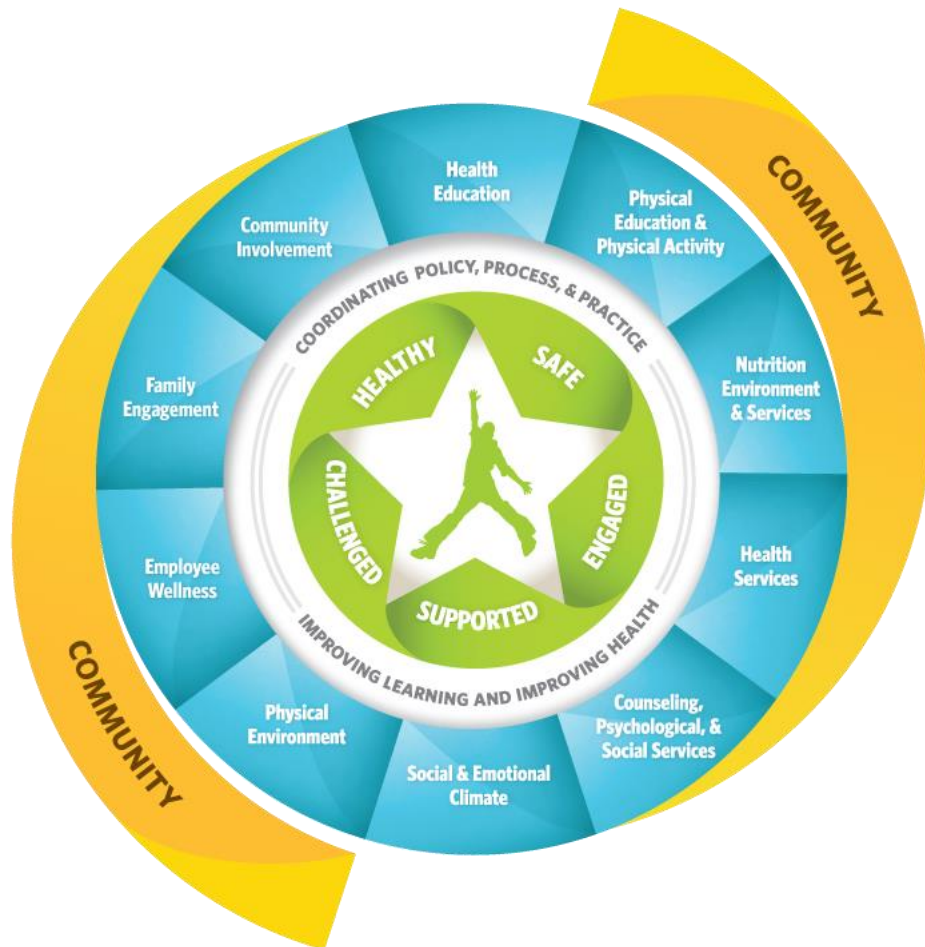 COMMUNITY
Health
Education
Physical
Education &
Physical Activity
Nutrition
Environment
& Services
Health
Services
Counseling,
Psychological, &
Social Services
Social & Emotional
Climate
Physical
Environment
Employee
Wellness
Family
Engagement
Community
Involvement
COORDINATING POLICY, PROCESS, & PRACTICE
IMPROVING LEARNING AND IMPROVING HEALTH
HEALTHY
SAFE
ENGAGED
SUPPORTED
CHALLENGED
COMMUNITY